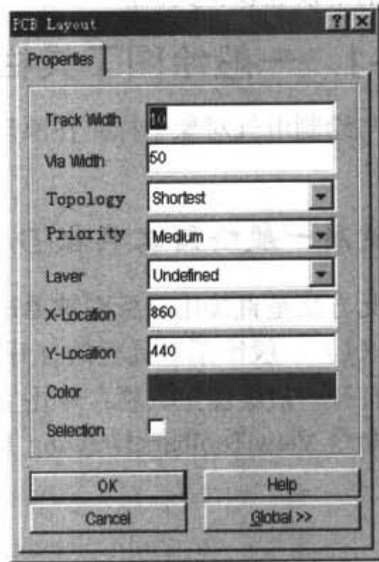 PCB Layout
Properties
Track Width 10
Via Width 50
Topology Shortest
Priority Medium
Layer Undefined
X-Location 860
Y-Location 440
Color
Selection
OK Help
Cancel Global >>